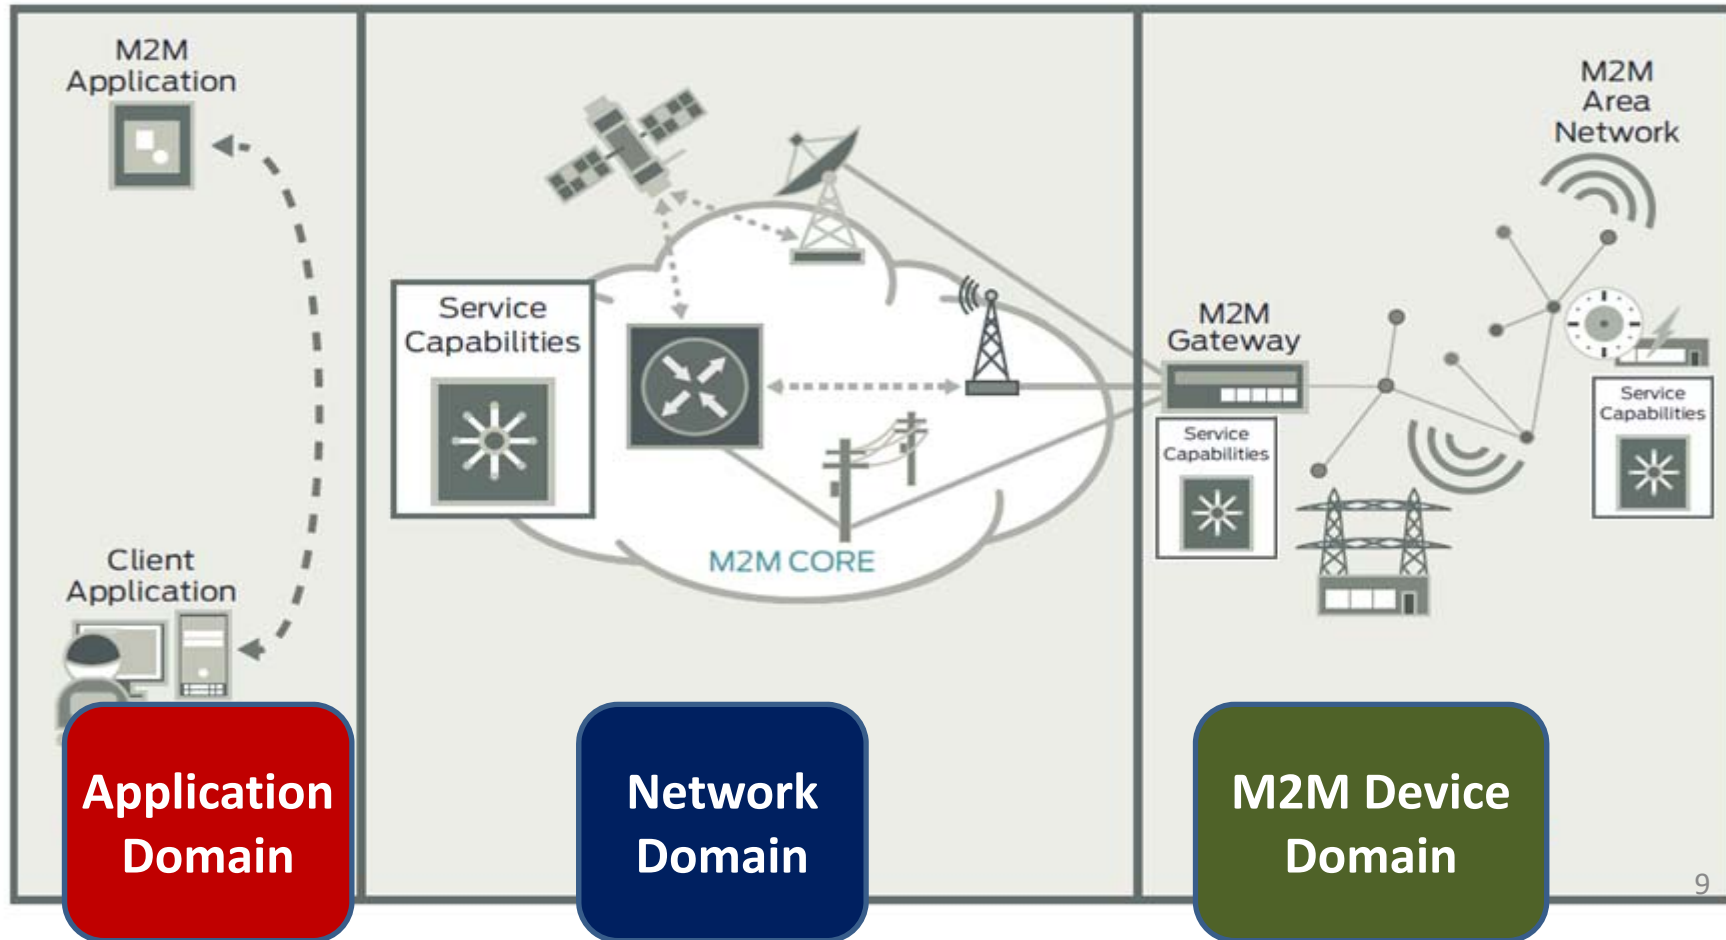 M2M
Application
Client
Application
Application
Domain
Service
Capabilities
M2M CORE
Network
Domain
M2M
Area
Network
M2M
Gateway
Service
Capabilities
Service
Capabilities
M2M Device
Domain
9